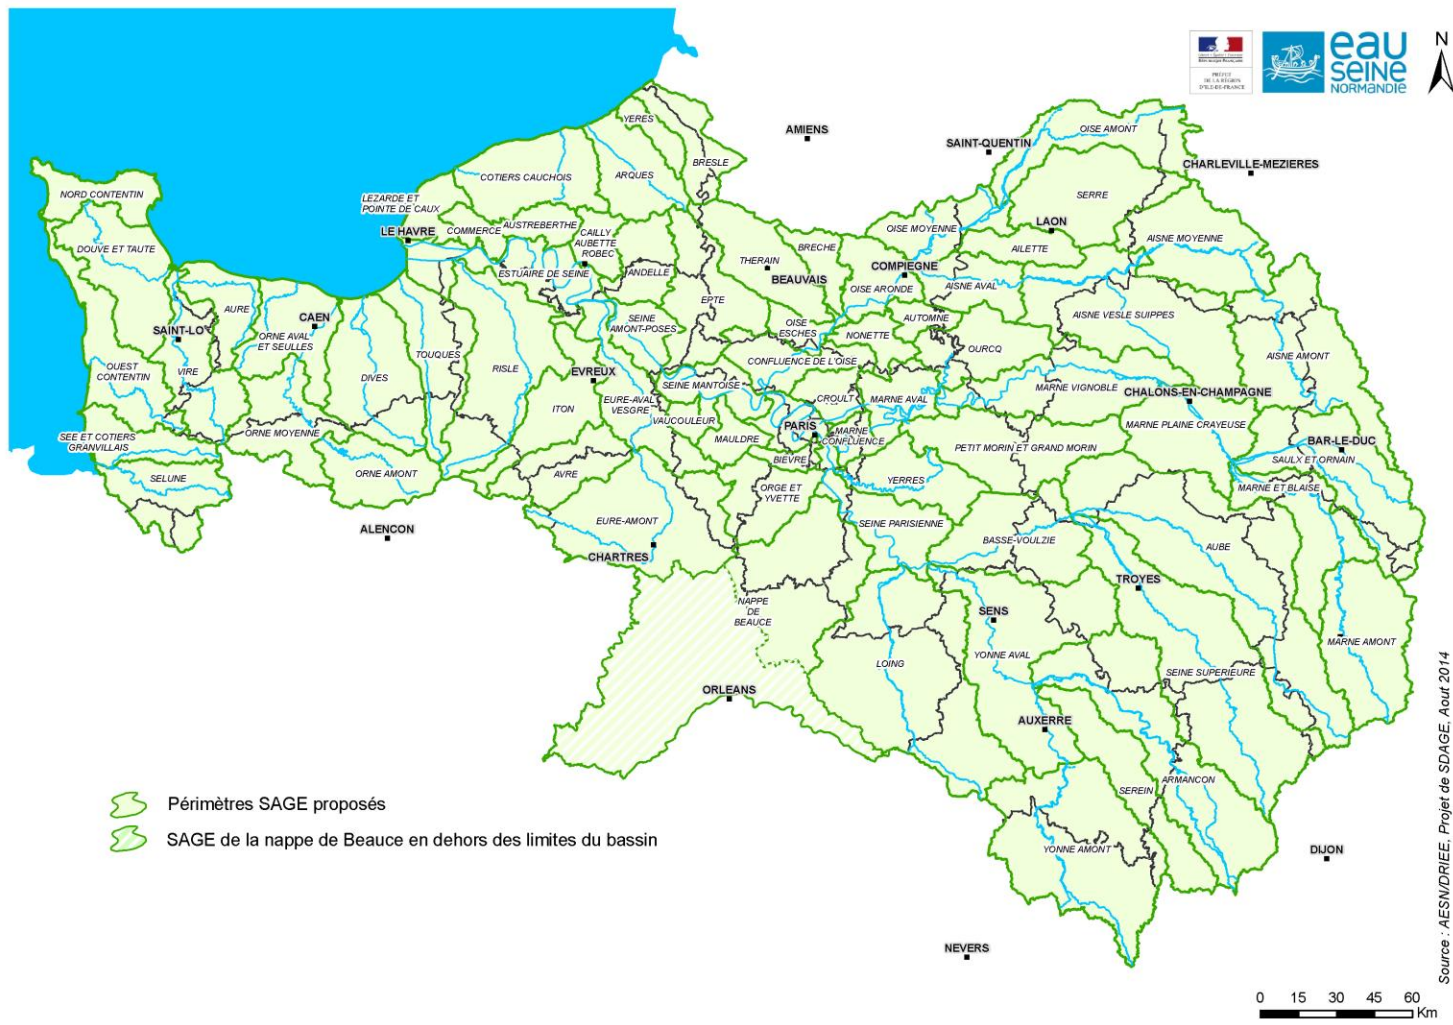 eau
SEINE
NORMANDIE
N
PREFET
DE LA RÉGION
D'ILE-DE-FRANCE
AMIENS
SAINT-QUENTIN
CHARLEVILLE-MEZIERES
OISE AMONT
YERES
BRESLE
ARQUES
COTIERS CAUCHOIS
SERRE
LAON
NORD CONTENTIN
LEZARDE ET
POINTE DE CAUX
LE HAVRE
COMMERCE
AUSTREBERTHE
CAILLY
AUBETTE
ROBEC
OISE MOYENNE
AILETTE
AISNE MOYENNE
DOUVE ET TAUTE
ESTUAIRE DE SEINE
ANDELLE
THERAIN
BEAUVAIS
BRECHE
COMPIEGNE
OISE ARONDE
AISNE AVAL
EPTE
AURE
CAEN
SAINT-LO
ORNE AVAL
ET SEULLES
SEINE
AMONT-POSES
OISE
ESCHES
NONETTE
AUTOMNE
OURCQ
AISNE VESLE SUIPPES
AISNE AMONT
OUEST
CONTENTIN
VIRE
DIVES
TOUQUES
RISLE
EVREUX
CONFLUENCE DE L'OISE
SEINE MANTOISE
CROULT
MARNE AVAL
MARNE VIGNOBLE
CHALONS-EN-CHAMPAGNE
ITON
EURE-AVAL
VESGRE
VAUCOULEUR
MAULDRE
PARIS
MARNE
CONFLUENCE
MARNE PLAINE CRAYEUSE
BAR-LE-DUC
SEE ET COTIERS
GRANVILLAIS
ORNE MOYENNE
SELUNE
ORNE AMONT
BIEVRE
PETIT MORIN ET GRAND MORIN
SAULX ET ORNAIN
AVRE
ORGE ET
YVETTE
YERRES
MARNE ET BLAISE
ALENCON
EURE-AMONT
CHARTRES
SEINE PARISIENNE
BASSE-VOULZIE
AUBE
TROYES
NAPPE
DE
BEAUCE
SENS
YONNE AVAL
LOING
MARNE AMONT
SEINE SUPERIEURE
ORLEANS
AUXERRE
SEREIN
ARMANCON
YONNE AMONT
DIJON
NEVERS
Périmètres SAGE proposés
SAGE de la nappe de Beauce en dehors des limites du bassin
0 15 30 45 60
Km
Source : AESN/DRIEE, Projet de SDAGE, Aout 2014